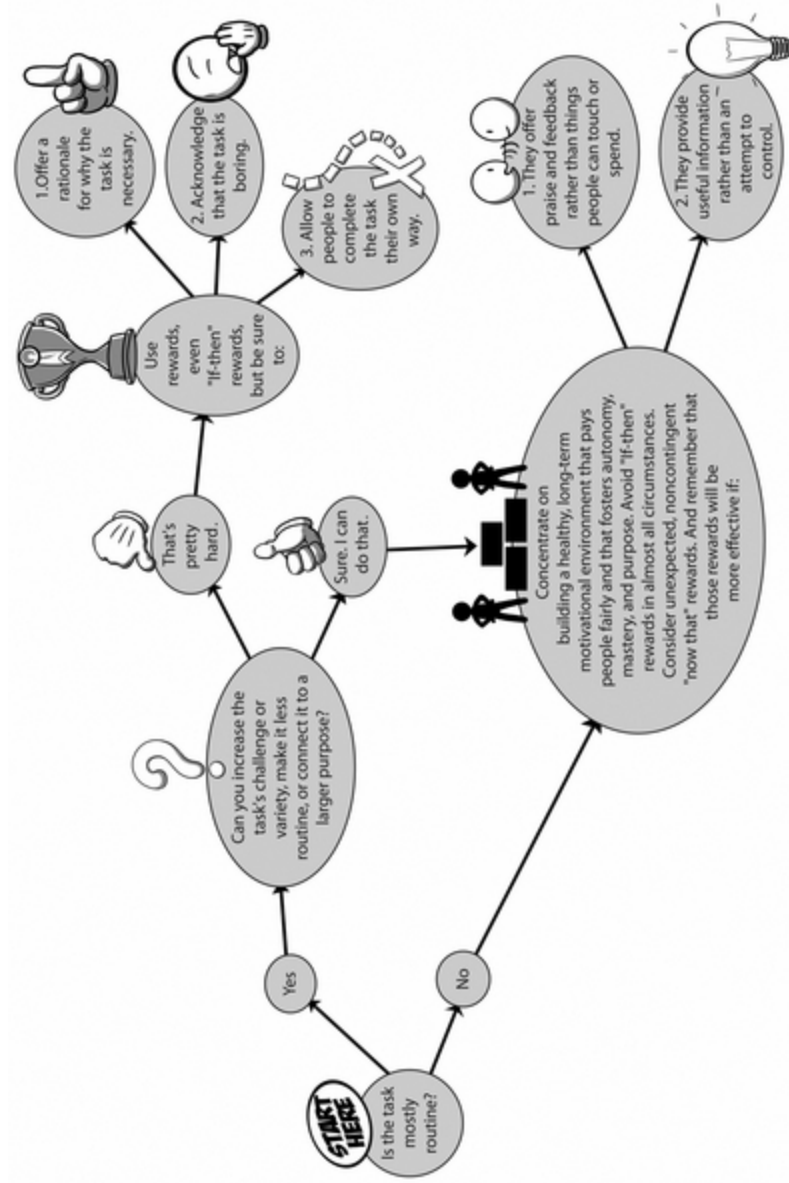 START
HERE
Is the task
mostly
routine?
Yes
No
Can you increase the
task's challenge or
variety, make it less
routine, or connect it to a
larger purpose?
That's
pretty
hard.
Sure. I can
do that.
Use
rewards,
even
"If-then"
rewards,
but be sure
to:
1.Offer a
rationale
for why the
task is
necessary.
2. Acknowledge
that the task is
boring.
3. Allow
people to
complete
the task
their own
way.
Concentrate on
building a healthy, long-term
motivational environment that pays
people fairly and that fosters autonomy,
mastery, and purpose. Avoid "If-then"
rewards in almost all circumstances.
Consider unexpected, noncontingent
"now that" rewards. And remember that
those rewards will be
more effective if:
1. They offer
praise and feedback
rather than things
people can touch or
spend.
2. They provide
useful information
rather than an
attempt to
control.